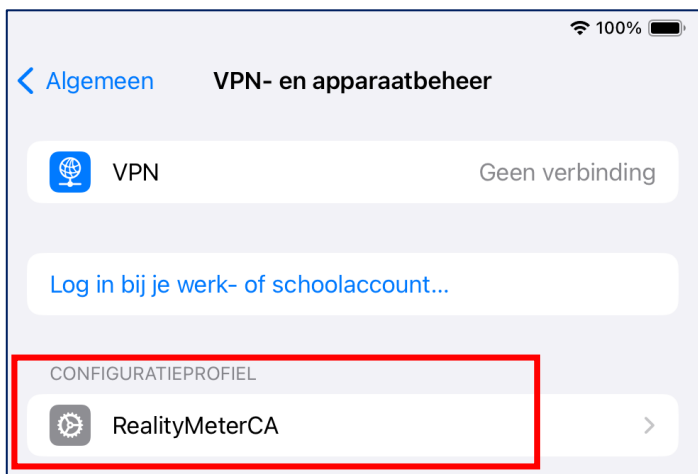 100%
Algemeen VPN- en apparaatbeheer
VPN Geen verbinding
Log in bij je werk- of schoolaccount...
CONFIGURATIEPROFIEL
RealityMeterCA